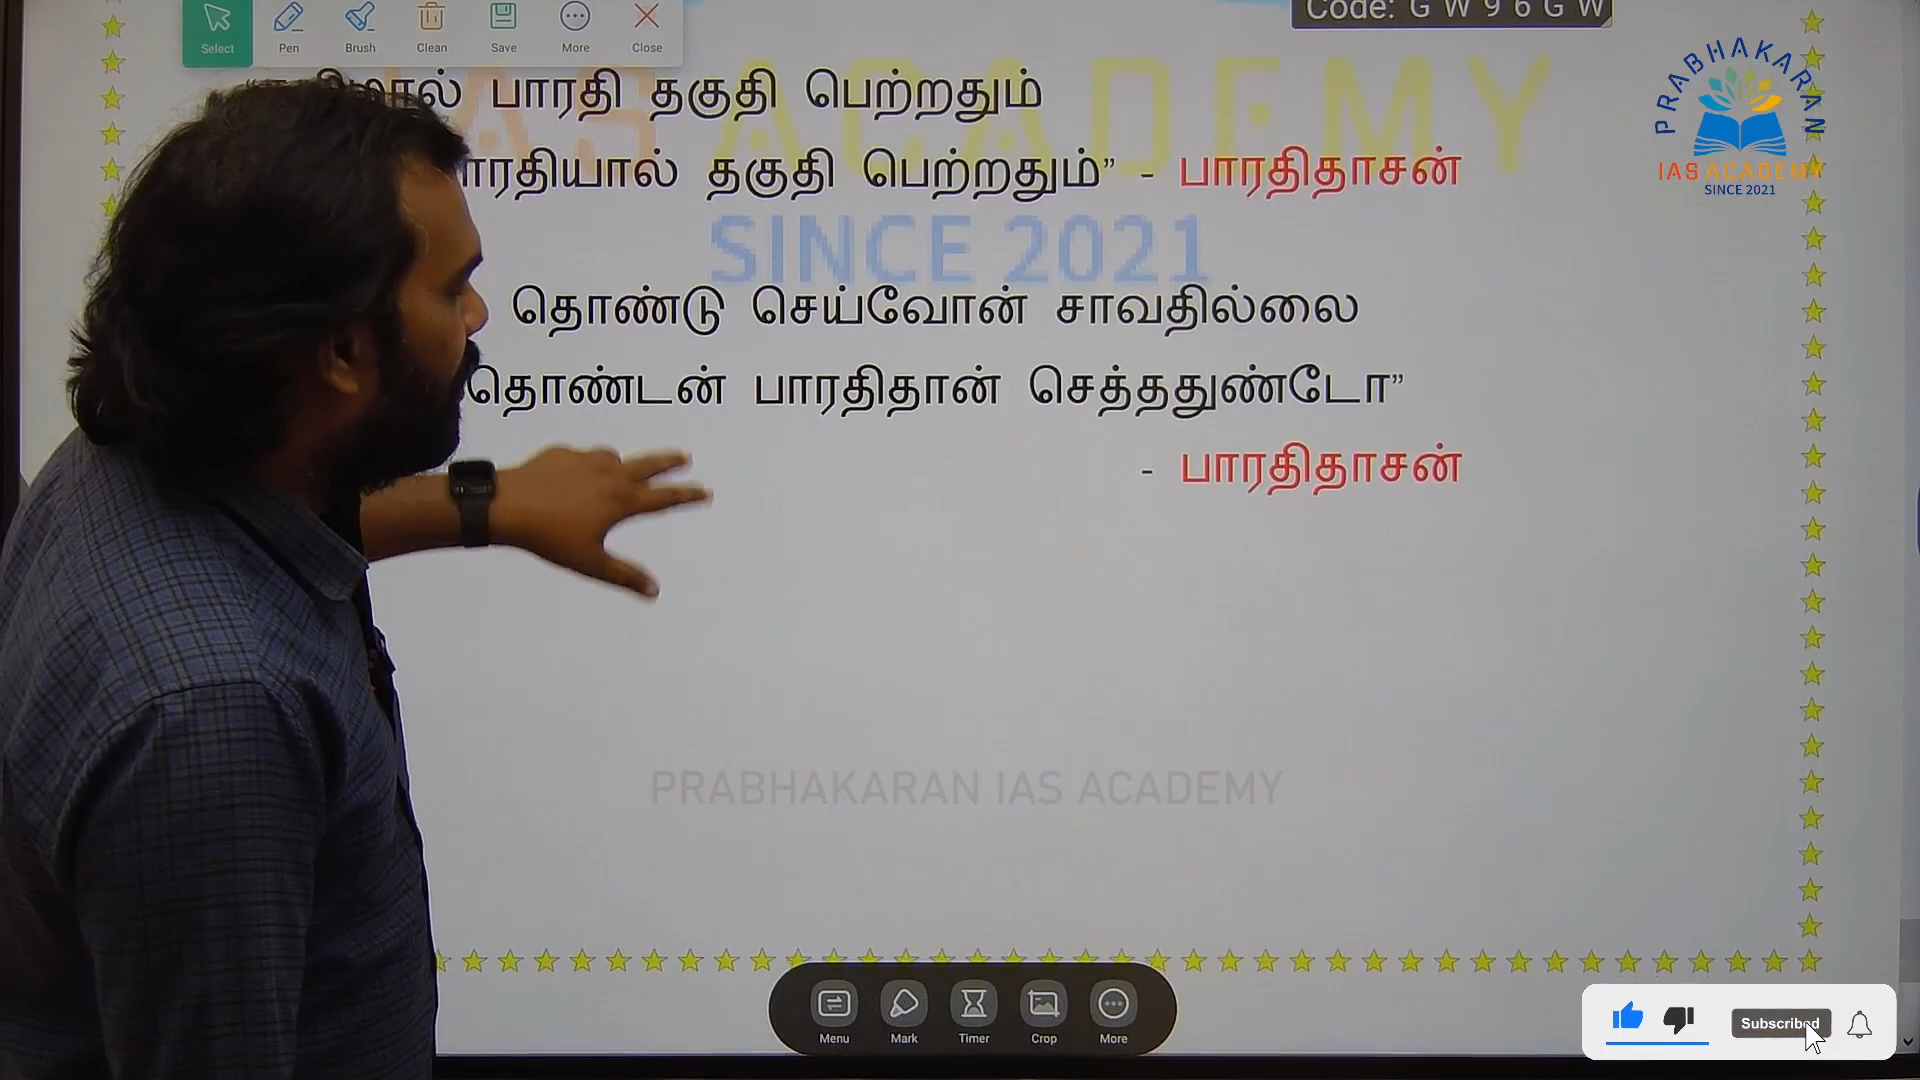 Select Pen Brush Clean Save More Close
Code: G W 9 6 G W
PRABHAKARAN
IAS ACADEMY
SINCE 2021
IAS ACADEMY
SINCE 2021
பாரதி தகுதி பெற்றதும்
தகுதி பெற்றதும்” - பாரதிதாசன்
தொண்டு செய்வோன் சாவதில்லை
தொண்டன் பாரதிதான் செத்ததுண்டோ”
- பாரதிதாசன்
PRABHAKARAN IAS ACADEMY
Menu Mark Timer Crop More
Subscribed